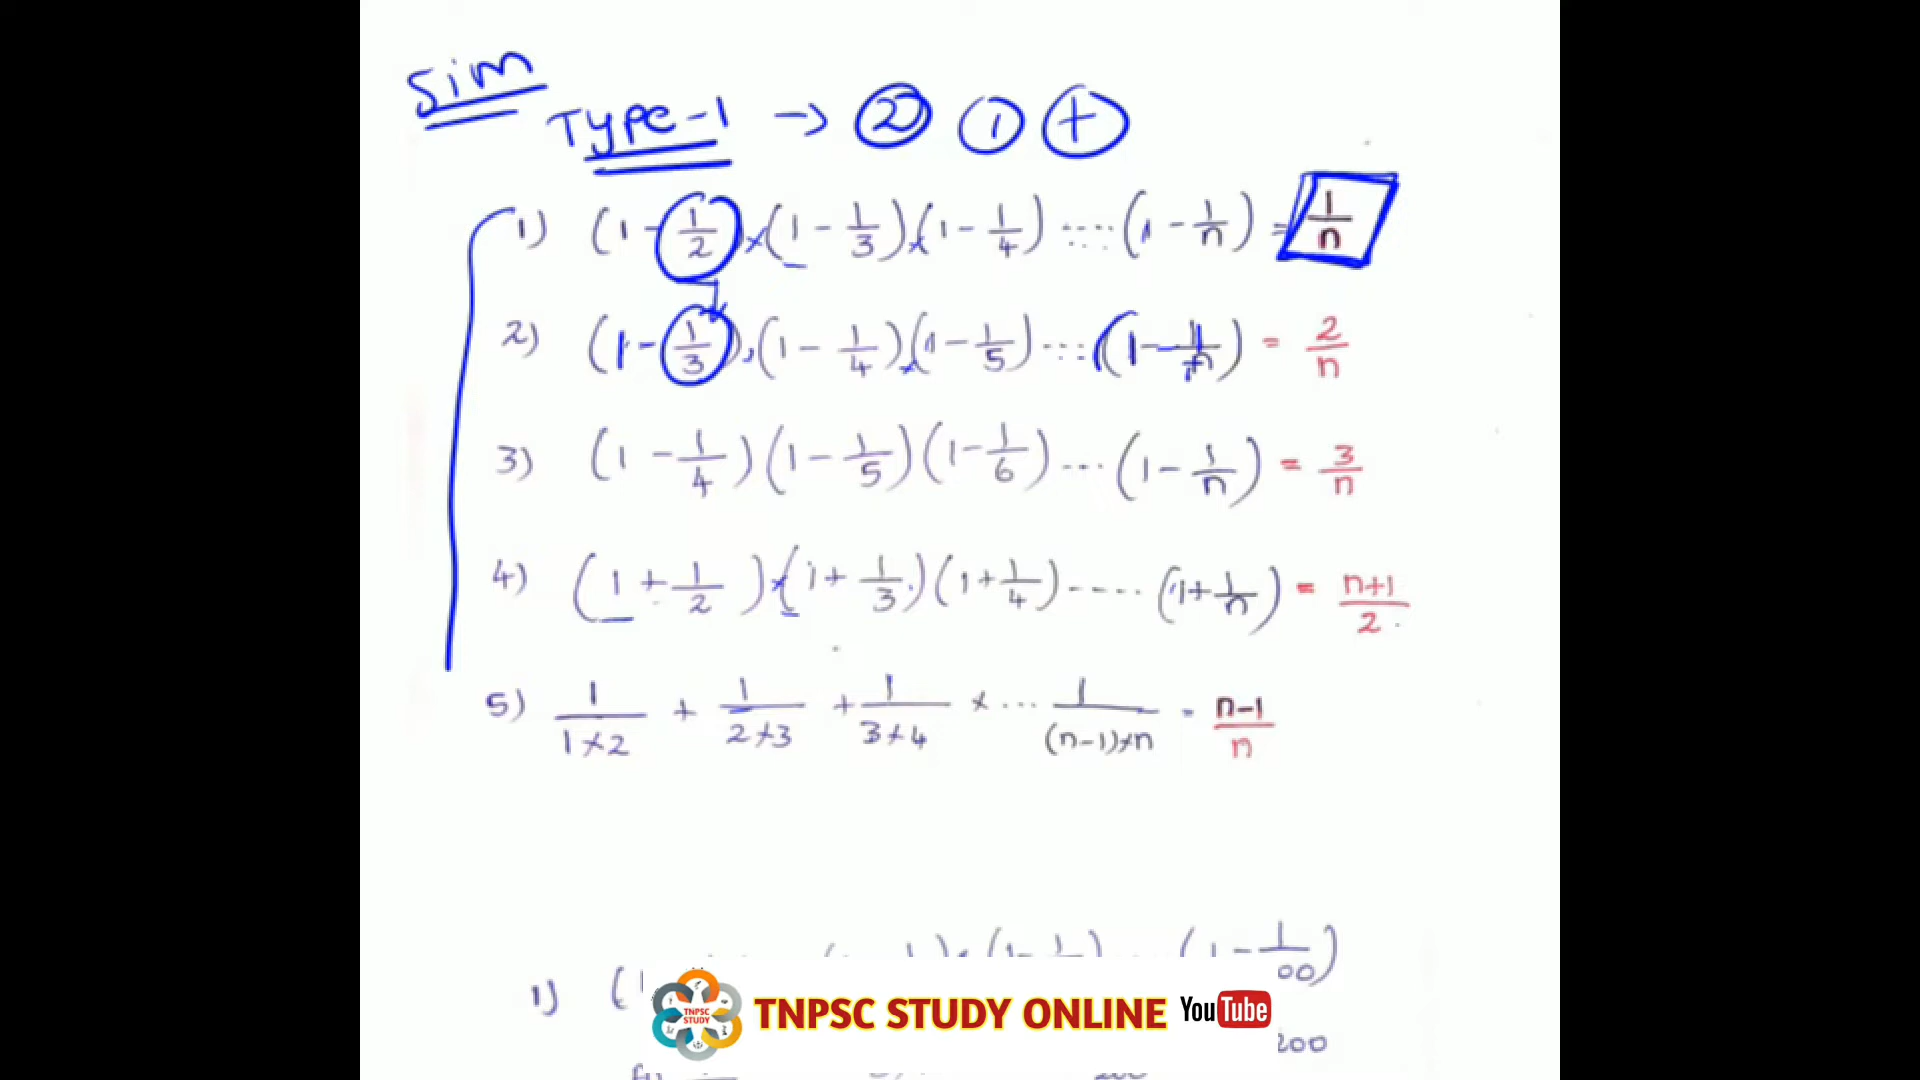 Sim
Type-1 → ② ① +
1) (1 - 1/2) × (1 - 1/3) × (1 - 1/4) ..... (1 - 1/n) = 1/n
2) (1 - 1/3) × (1 - 1/4) × (1 - 1/5) .... (1 - 1/n) = 2/n
3) (1 - 1/4) (1 - 1/5) (1 - 1/6) ... (1 - 1/n) = 3/n
4) (1 + 1/2) × (1 + 1/3) (1 + 1/4) ..... (1 + 1/n) = n+1/2
5) 1/1×2 + 1/2×3 + 1/3×4 × ... 1/(n-1)×n = n-1/n
1)
TNPSC STUDY
TNPSC STUDY ONLINE YouTube
200